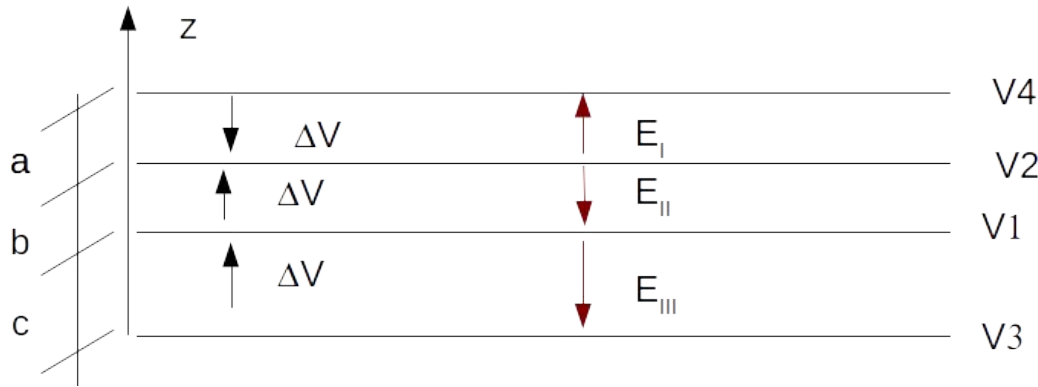 z
V4
ΔV E_I
a V2
ΔV E_II
b V1
ΔV E_III
c V3